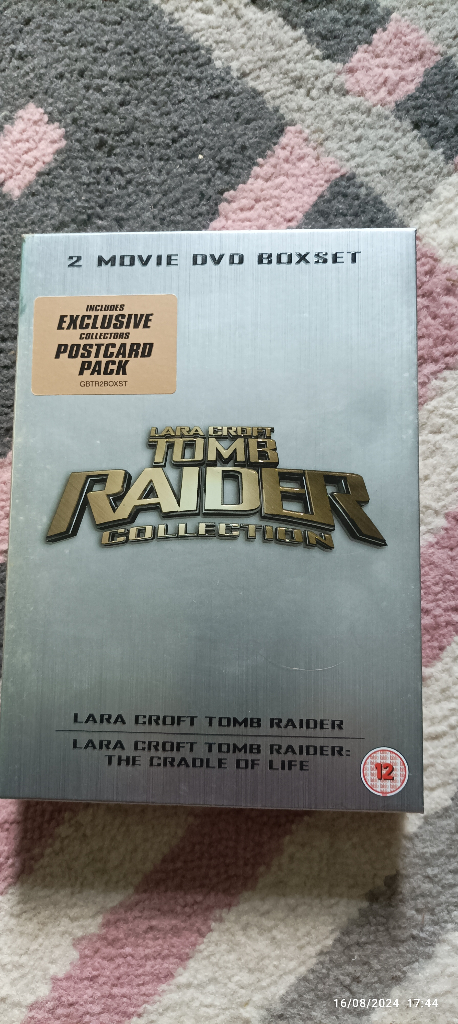 2 MOVIE DVD BOXSET
INCLUDES
EXCLUSIVE
COLLECTORS
POSTCARD
PACK
GBTR2BOXST
LARA CROFT
TOMB
RAIDER
COLLECTION
LARA CROFT TOMB RAIDER
LARA CROFT TOMB RAIDER:
THE CRADLE OF LIFE
12
16/08/2024 17:44